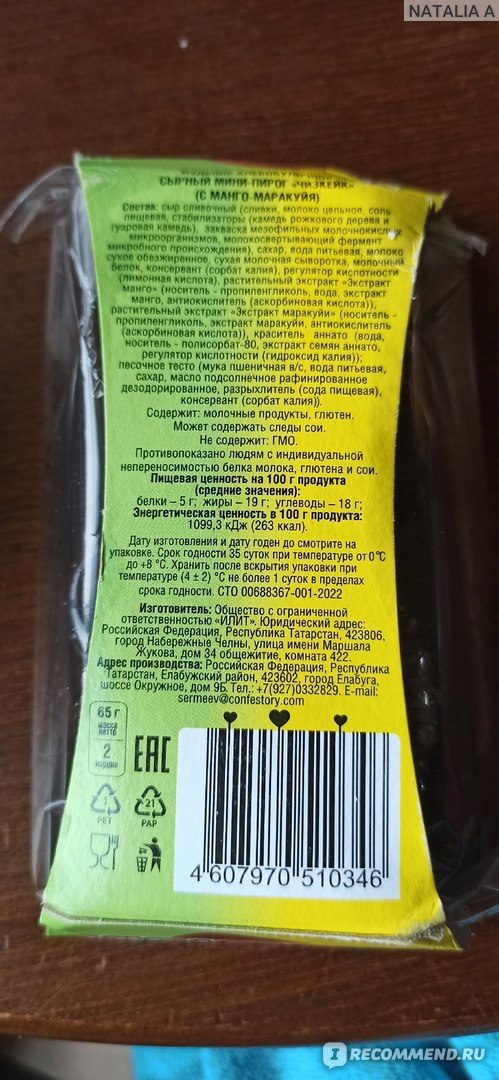 NATALIA A
СЫРНЫЙ МИНИ-ПИРОГ «ЧИЗКЕЙК»
(С МАНГО-МАРАКУЙЯ)
Состав: сыр сливочный (сливки, молоко цельное, соль
пищевая, стабилизаторы (камедь рожкового дерева и
гуаровая камедь), закваска мезофильных молочнокислых
микроорганизмов, молокосвертывающий фермент
микробного происхождения), сахар, вода питьевая, молоко
сухое обезжиренное, сухая молочная сыворотка, молочный
белок, консервант (сорбат калия), регулятор кислотности
(лимонная кислота), растительный экстракт «Экстракт
манго» (носитель - пропиленгликоль, вода, экстракт
манго, антиокислитель (аскорбиновая кислота)),
растительный экстракт «Экстракт маракуйи» (носитель -
пропиленгликоль, экстракт маракуйи, антиокислитель
(аскорбиновая кислота)), краситель аннато (вода,
носитель - полисорбат-80, экстракт семян аннато,
регулятор кислотности (гидроксид калия));
песочное тесто (мука пшеничная в/с, вода питьевая,
сахар, масло подсолнечное рафинированное
дезодорированное, разрыхлитель (сода пищевая),
консервант (сорбат калия)).
Содержит: молочные продукты, глютен.
Может содержать следы сои.
Не содержит: ГМО.
Противопоказано людям с индивидуальной
непереносимостью белка молока, глютена и сои.
Пищевая ценность на 100 г продукта
(средние значения):
белки – 5 г; жиры – 19 г; углеводы – 18 г;
Энергетическая ценность в 100 г продукта:
1099,3 кДж (263 ккал).
Дату изготовления и дату годен до смотрите на
упаковке. Срок годности 35 суток при температуре от 0°C
до +8 °C. Хранить после вскрытия упаковки при
температуре (4 ± 2) °C не более 1 суток в пределах
срока годности. СТО 00688367-001-2022
Изготовитель: Общество с ограниченной
ответственностью «ИЛИТ». Юридический адрес:
Российская Федерация, Республика Татарстан, 423806,
город Набережные Челны, улица имени Маршала
Жукова, дом 34 общежитие, комната 422.
Адрес производства: Российская Федерация, Республика
Татарстан, Елабужский район, 423602, город Елабуга,
шоссе Окружное, дом 9Б. Тел.: +7(927)0332829. E-mail:
sermeev@confestory.com
65 г
масса
нетто
2
порции
EAC
1
PET
21
PAP
4 607970 510346
IRECOMMEND.RU